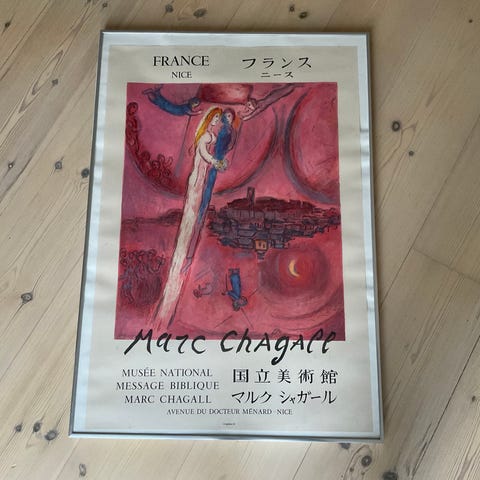 FRANCE フランス
NICE ニース
Marc Chagall
MUSÉE NATIONAL 国立美術館
MESSAGE BIBLIQUE
MARC CHAGALL マルク シャガール
AVENUE DU DOCTEUR MÉNARD · NICE